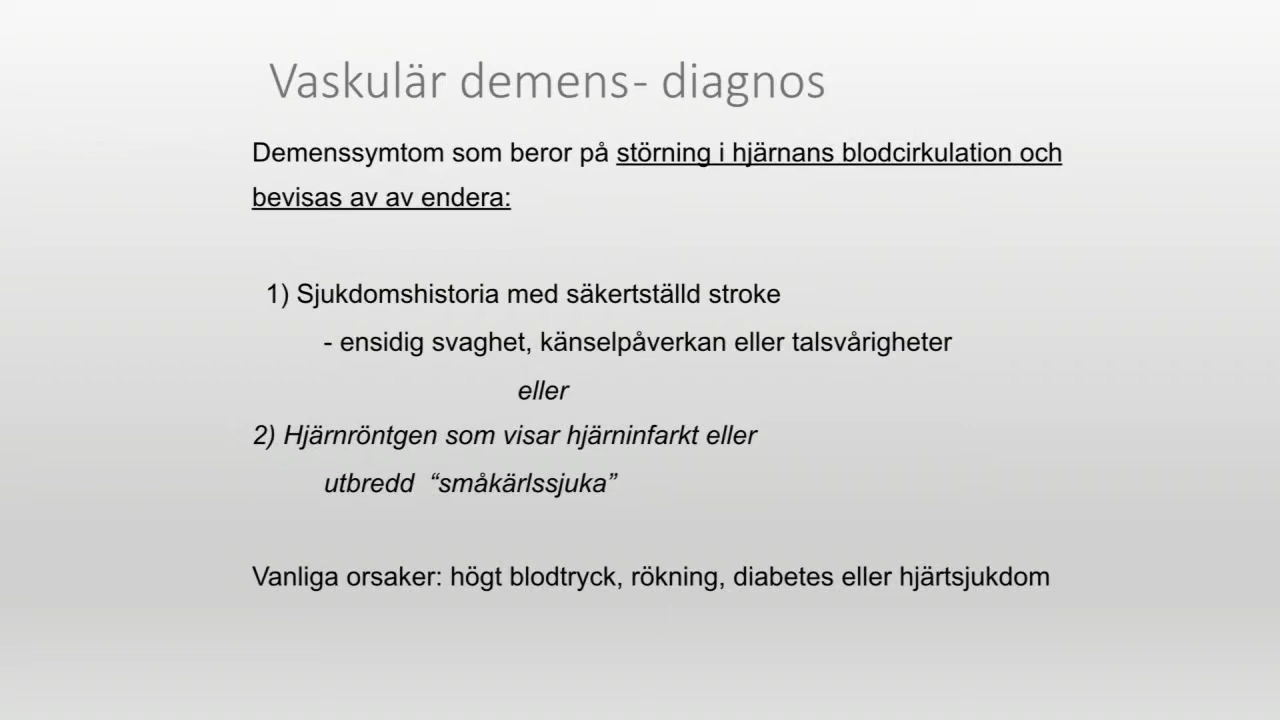 Vaskulär demens- diagnos
Demenssymtom som beror på störning i hjärnans blodcirkulation och
bevisas av av endera:
1) Sjukdomshistoria med säkertställd stroke
- ensidig svaghet, känselpåverkan eller talsvårigheter
eller
2) Hjärnröntgen som visar hjärninfarkt eller
utbredd “småkärlssjuka”
Vanliga orsaker: högt blodtryck, rökning, diabetes eller hjärtsjukdom